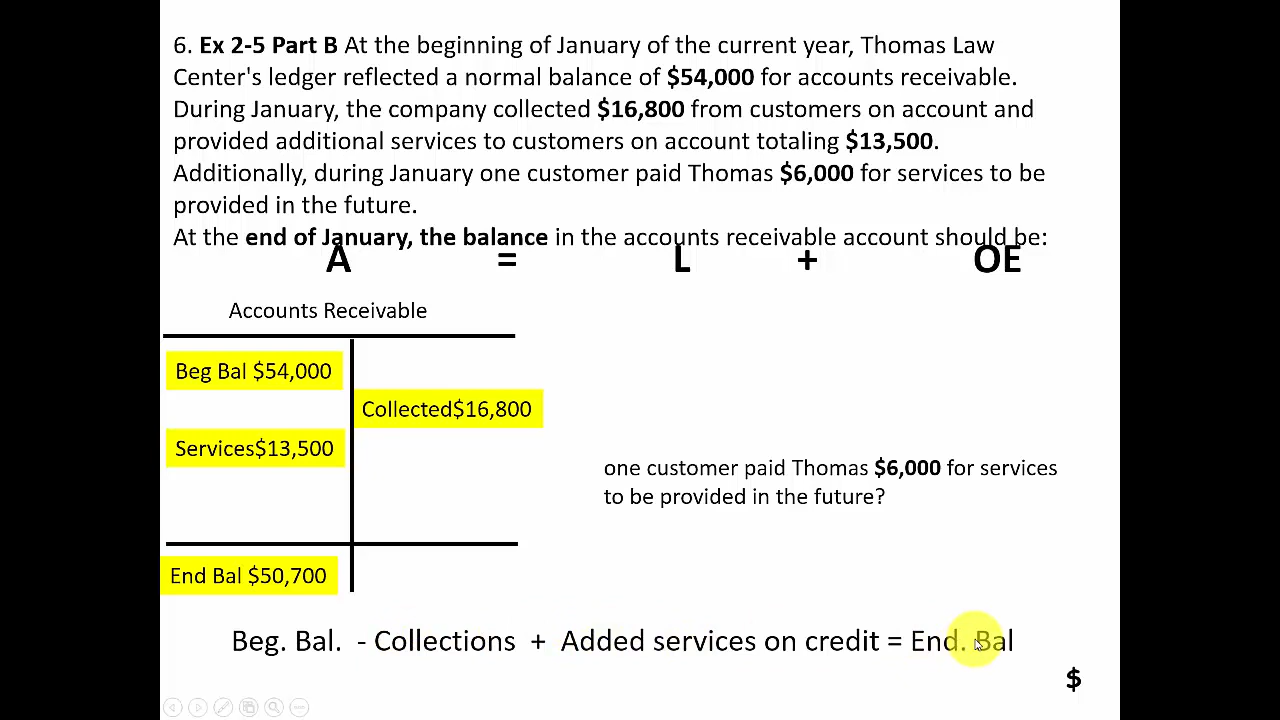 6. Ex 2-5 Part B At the beginning of January of the current year, Thomas Law
Center's ledger reflected a normal balance of $54,000 for accounts receivable.
During January, the company collected $16,800 from customers on account and
provided additional services to customers on account totaling $13,500.
Additionally, during January one customer paid Thomas $6,000 for services to be
provided in the future.
At the end of January, the balance in the accounts receivable account should be:
A = L + OE
Accounts Receivable
Beg Bal $54,000
Collected$16,800
Services$13,500
one customer paid Thomas $6,000 for services
to be provided in the future?
End Bal $50,700
Beg. Bal. - Collections + Added services on credit = End. Bal
$